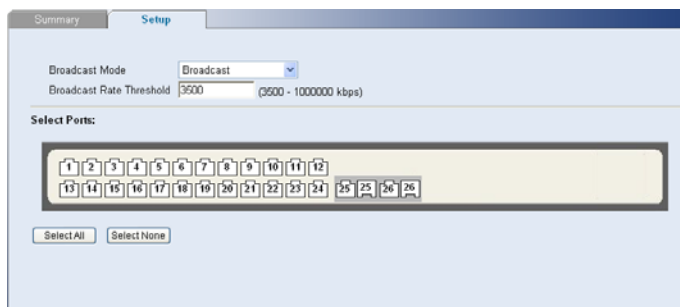 Summary Setup
Broadcast Mode Broadcast
Broadcast Rate Threshold 3500 (3500 - 1000000 kbps)
Select Ports:
1 2 3 4 5 6 7 8 9 10 11 12
13 14 15 16 17 18 19 20 21 22 23 24 25 25 26 26
Select All Select None